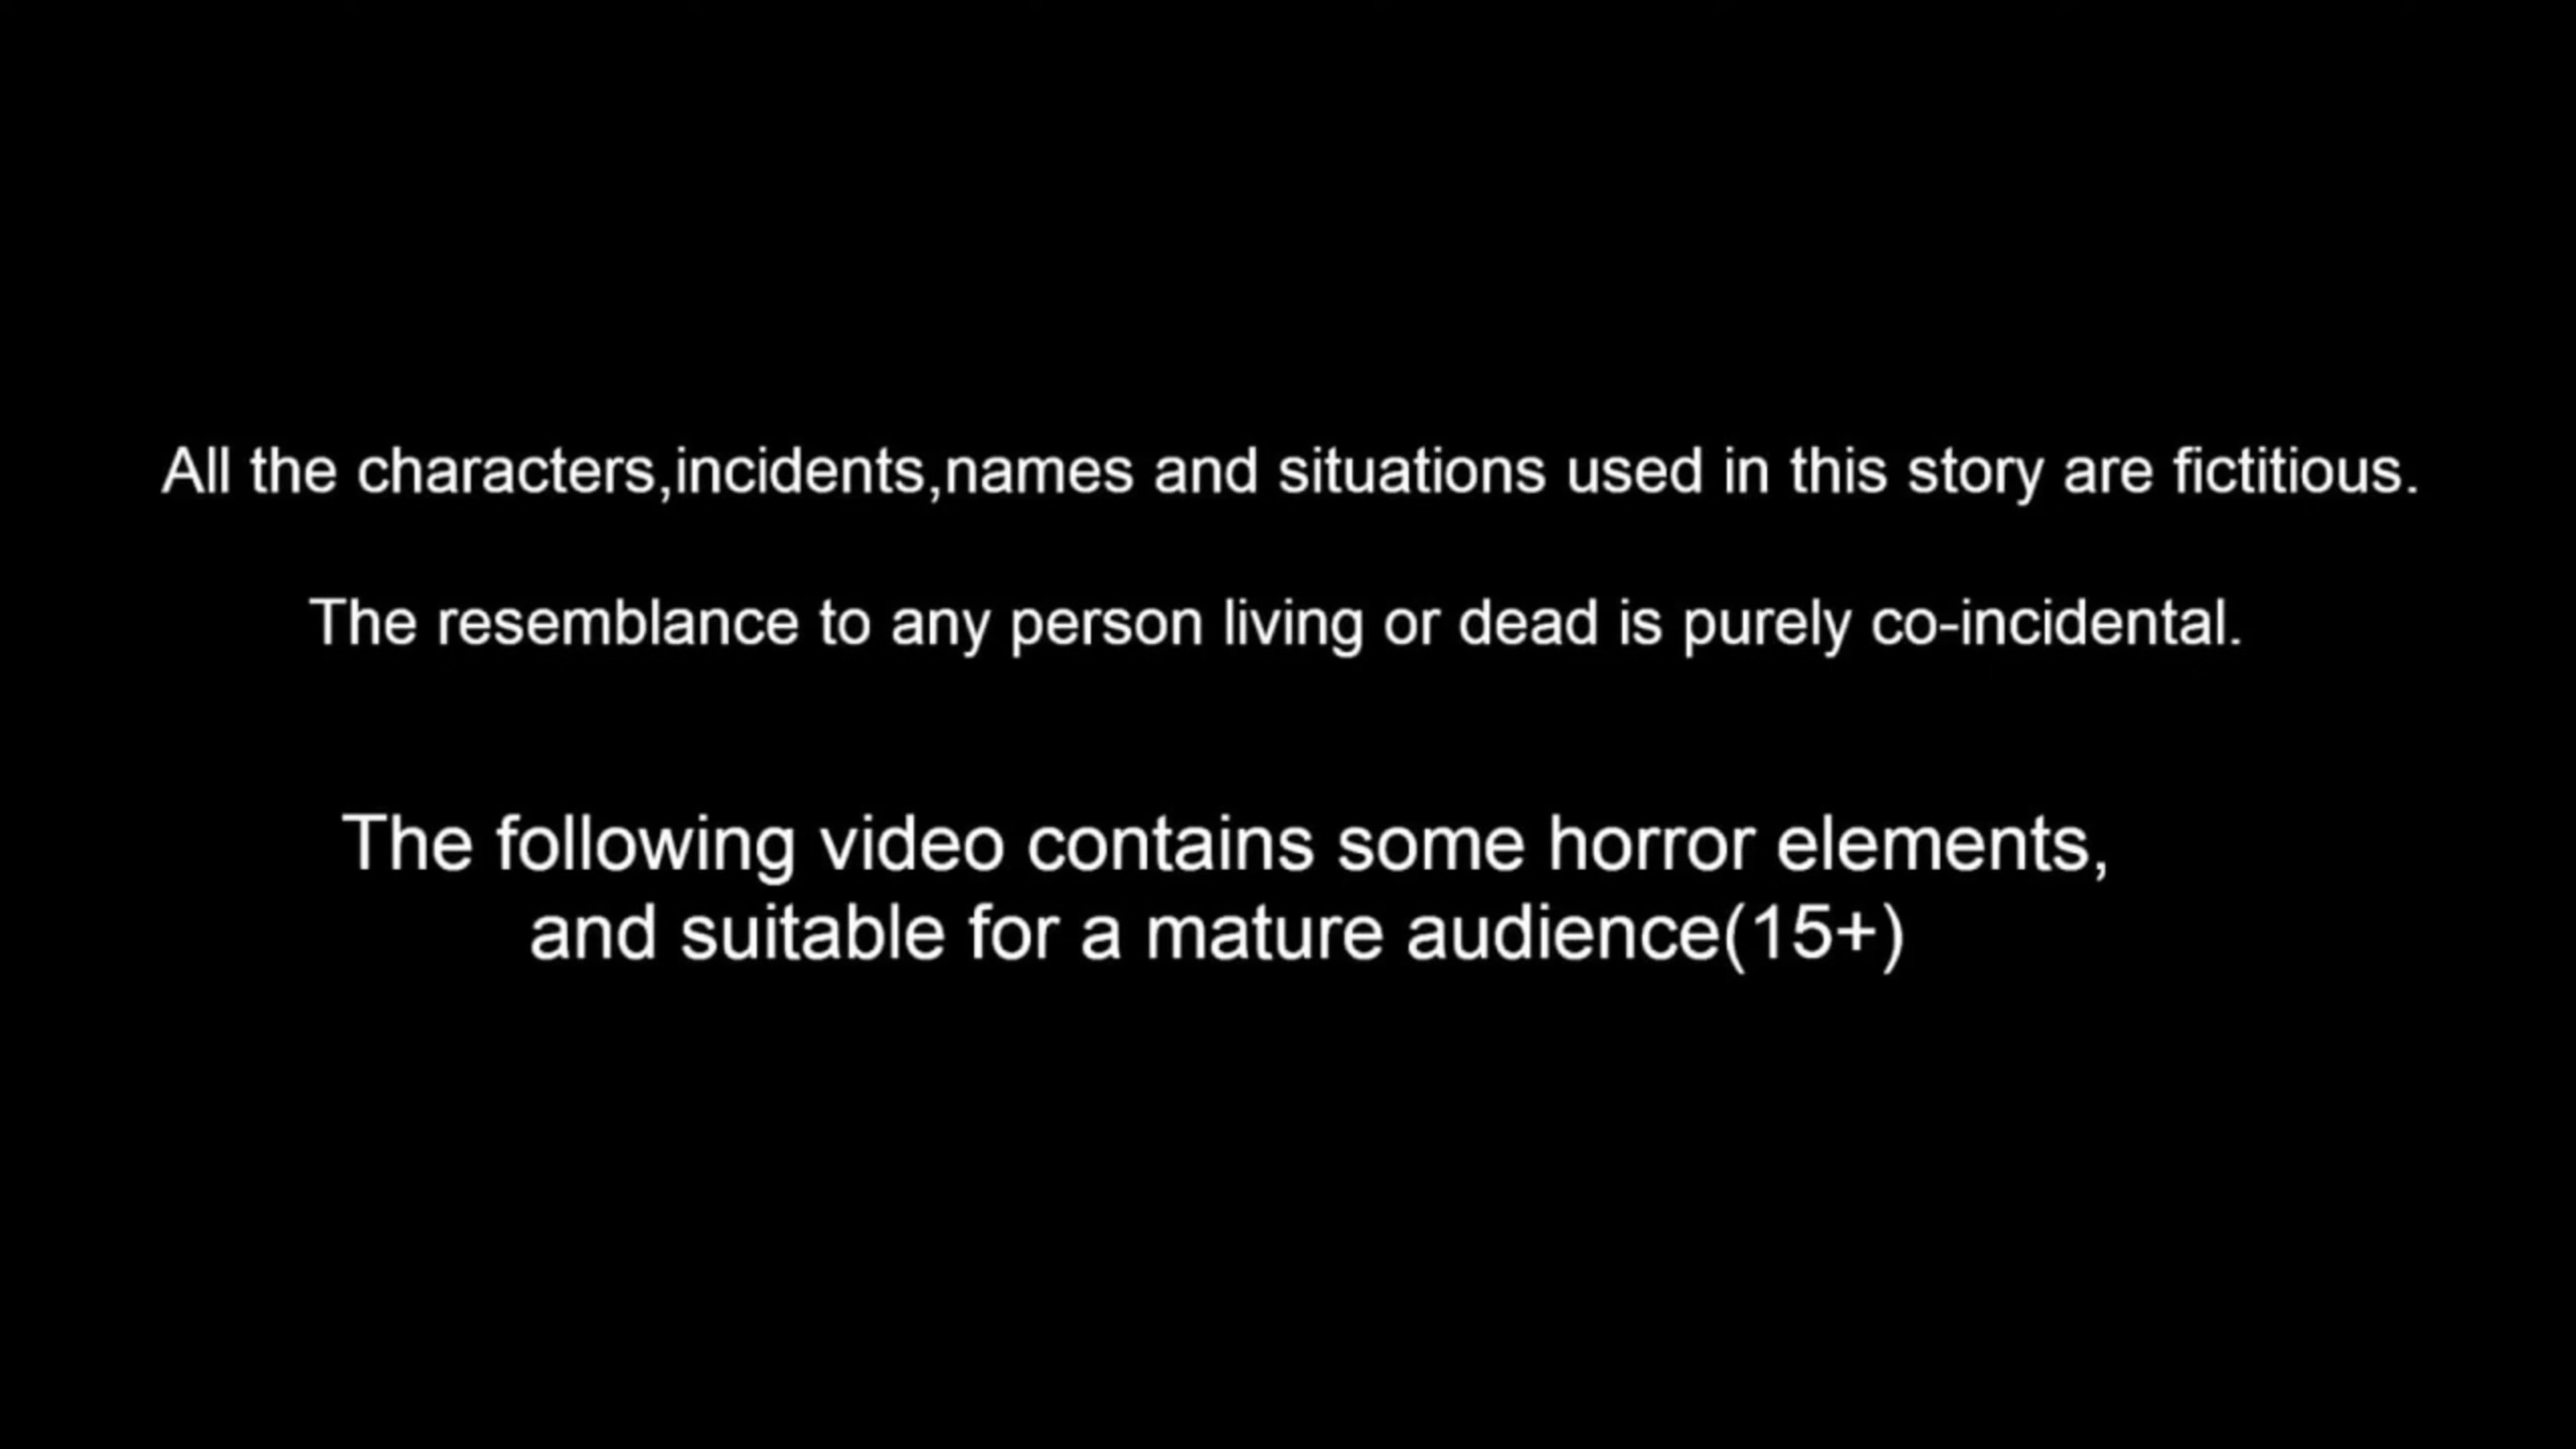 All the characters,incidents,names and situations used in this story are fictitious.
The resemblance to any person living or dead is purely co-incidental.
The following video contains some horror elements,
and suitable for a mature audience(15+)